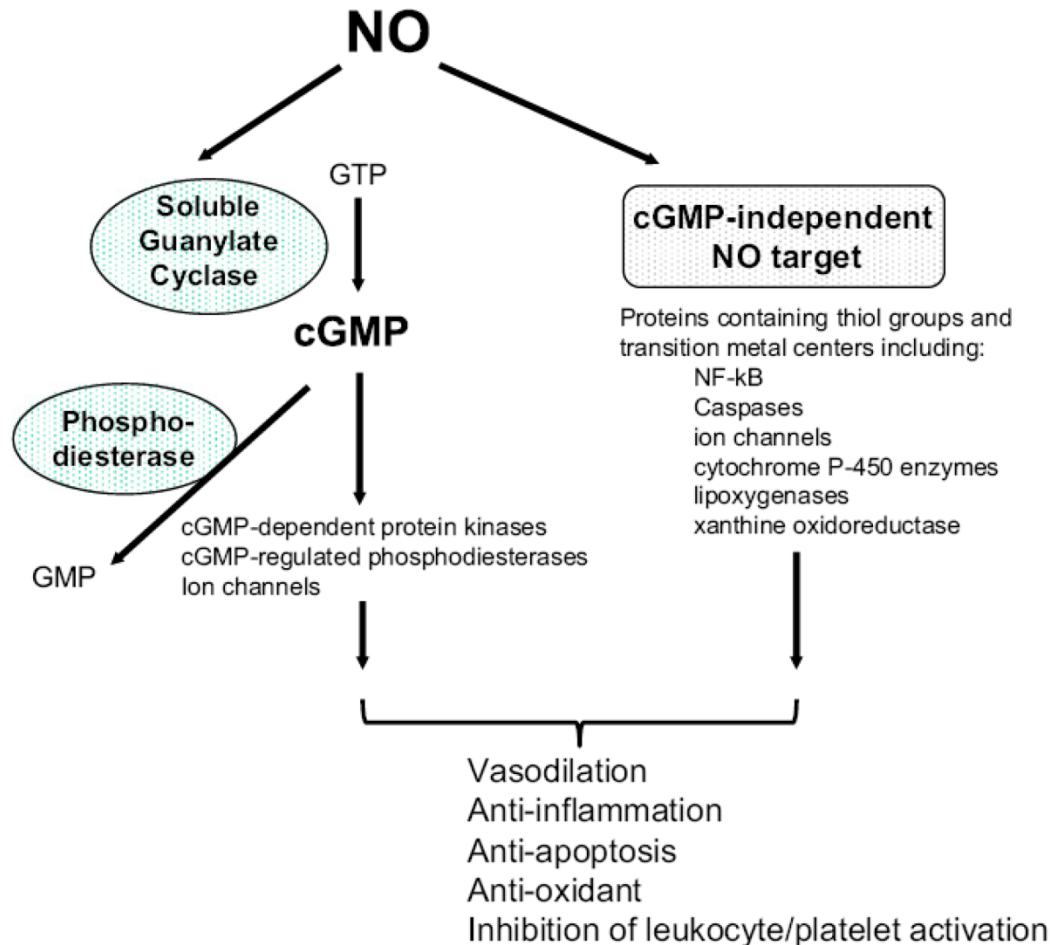 NO
GTP
Soluble
Guanylate
Cyclase
cGMP
Phospho-
diesterase
GMP
cGMP-dependent protein kinases
cGMP-regulated phosphodiesterases
Ion channels
cGMP-independent
NO target
Proteins containing thiol groups and
transition metal centers including:
NF-kB
Caspases
ion channels
cytochrome P-450 enzymes
lipoxygenases
xanthine oxidoreductase
Vasodilation
Anti-inflammation
Anti-apoptosis
Anti-oxidant
Inhibition of leukocyte/platelet activation